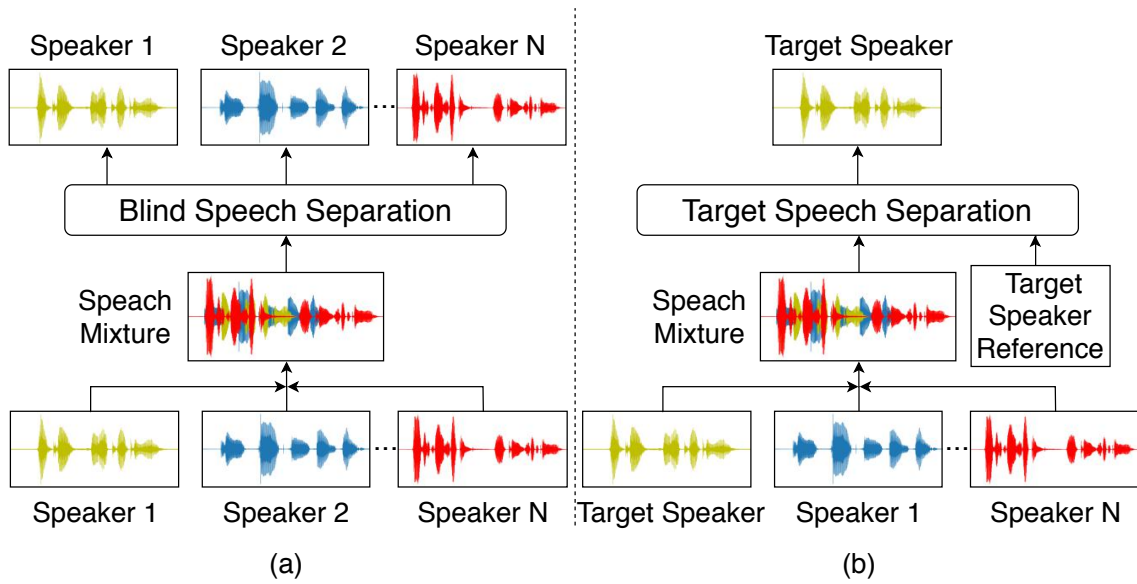 Speaker 1
Speaker 2
Speaker N
...
Blind Speech Separation
Speach
Mixture
...
Speaker 1
Speaker 2
Speaker N
(a)
Target Speaker
Target Speech Separation
Speach
Mixture
Target
Speaker
Reference
...
Target Speaker
Speaker 1
Speaker N
(b)